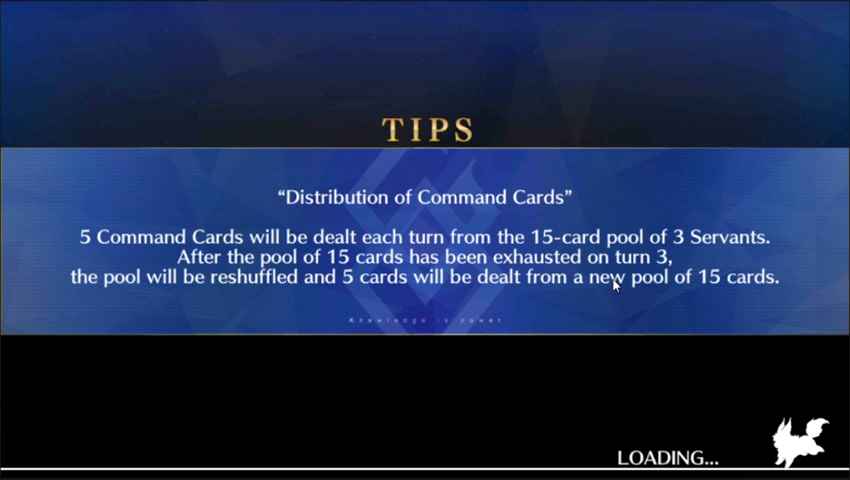 TIPS
“Distribution of Command Cards”
5 Command Cards will be dealt each turn from the 15-card pool of 3 Servants.
After the pool of 15 cards has been exhausted on turn 3,
the pool will be reshuffled and 5 cards will be dealt from a new pool of 15 cards.
Knowledge is power
LOADING...